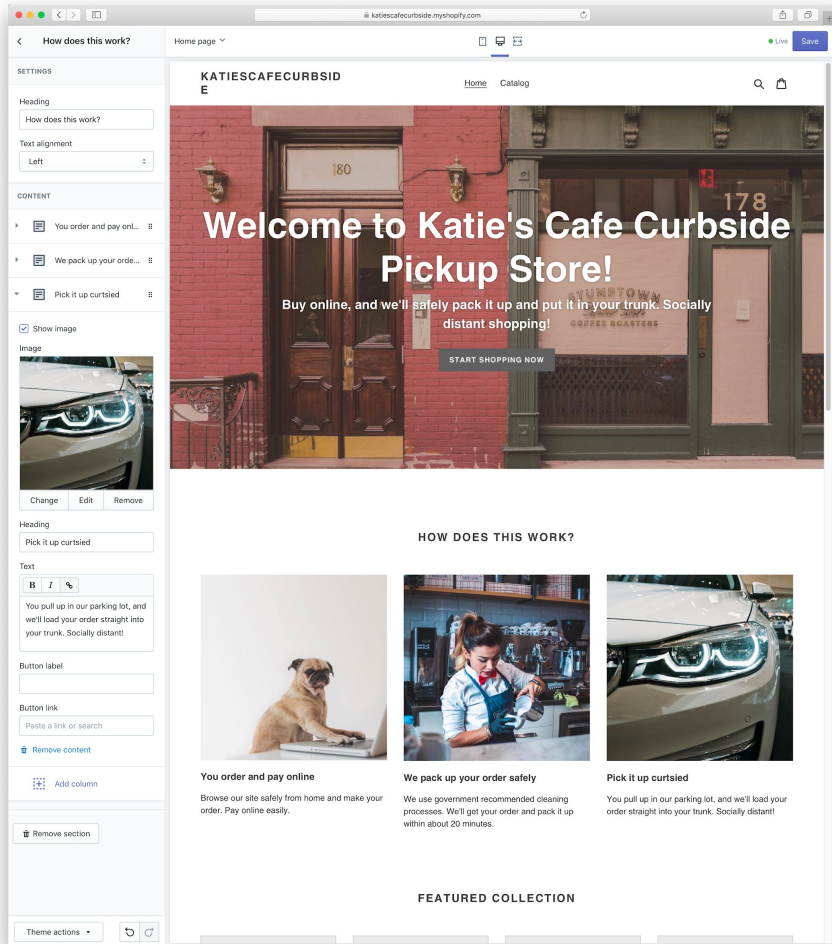 katiescafecurbside.myshopify.com
How does this work?
Home page
Live
Save
SETTINGS
Heading
How does this work?
Text alignment
Left
CONTENT
You order and pay onl...
We pack up your orde...
Pick it up curtsied
Show image
Image
Change Edit Remove
Heading
Pick it up curtsied
Text
B I
You pull up in our parking lot, and
we'll load your order straight into
your trunk. Socially distant!
Button label
Button link
Paste a link or search
Remove content
Add column
Remove section
Theme actions
KATIESCAFECURBSID
E
Home Catalog
180
178
Welcome to Katie's Cafe Curbside
Pickup Store!
Buy online, and we'll safely pack it up and put it in your trunk. Socially
distant shopping!
STUMPTOWN
COFFEE ROASTERS
START SHOPPING NOW
HOW DOES THIS WORK?
You order and pay online
Browse our site safely from home and make your
order. Pay online easily.
We pack up your order safely
We use government recommended cleaning
processes. We'll get your order and pack it up
within about 20 minutes.
Pick it up curtsied
You pull up in our parking lot, and we'll load your
order straight into your trunk. Socially distant!
FEATURED COLLECTION